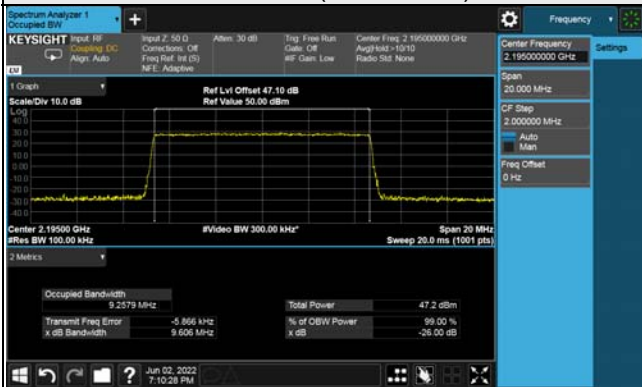 Spectrum Analyzer 1
Occupied BW
Frequency
KEYSIGHT
Input: RF
Coupling: DC
Align: Auto
Input Z: 50 Ω
Corrections: Off
Freq Ref: Int (S)
NFE: Adaptive
Atten: 30 dB
Trig: Free Run
Gate: Off
#IF Gain: Low
Center Freq: 2.195000000 GHz
Avg|Hold:>10/10
Radio Std: None
Center Frequency
2.195000000 GHz
Settings
Span
20.000 MHz
CF Step
2.000000 MHz
Auto
Man
Freq Offset
0 Hz
1 Graph
Scale/Div 10.0 dB
Ref Lvl Offset 47.10 dB
Ref Value 50.00 dBm
Log
40.0
30.0
20.0
10.0
0.00
-10.0
-20.0
-30.0
-40.0
Center 2.19500 GHz
#Video BW 300.00 kHz*
Span 20 MHz
#Res BW 100.00 kHz
Sweep 20.0 ms (1001 pts)
2 Metrics
Occupied Bandwidth
9.2579 MHz
Total Power 47.2 dBm
Transmit Freq Error -5.866 kHz
% of OBW Power 99.00 %
x dB Bandwidth 9.606 MHz
x dB -26.00 dB
?
Jun 02, 2022
7:10:28 PM